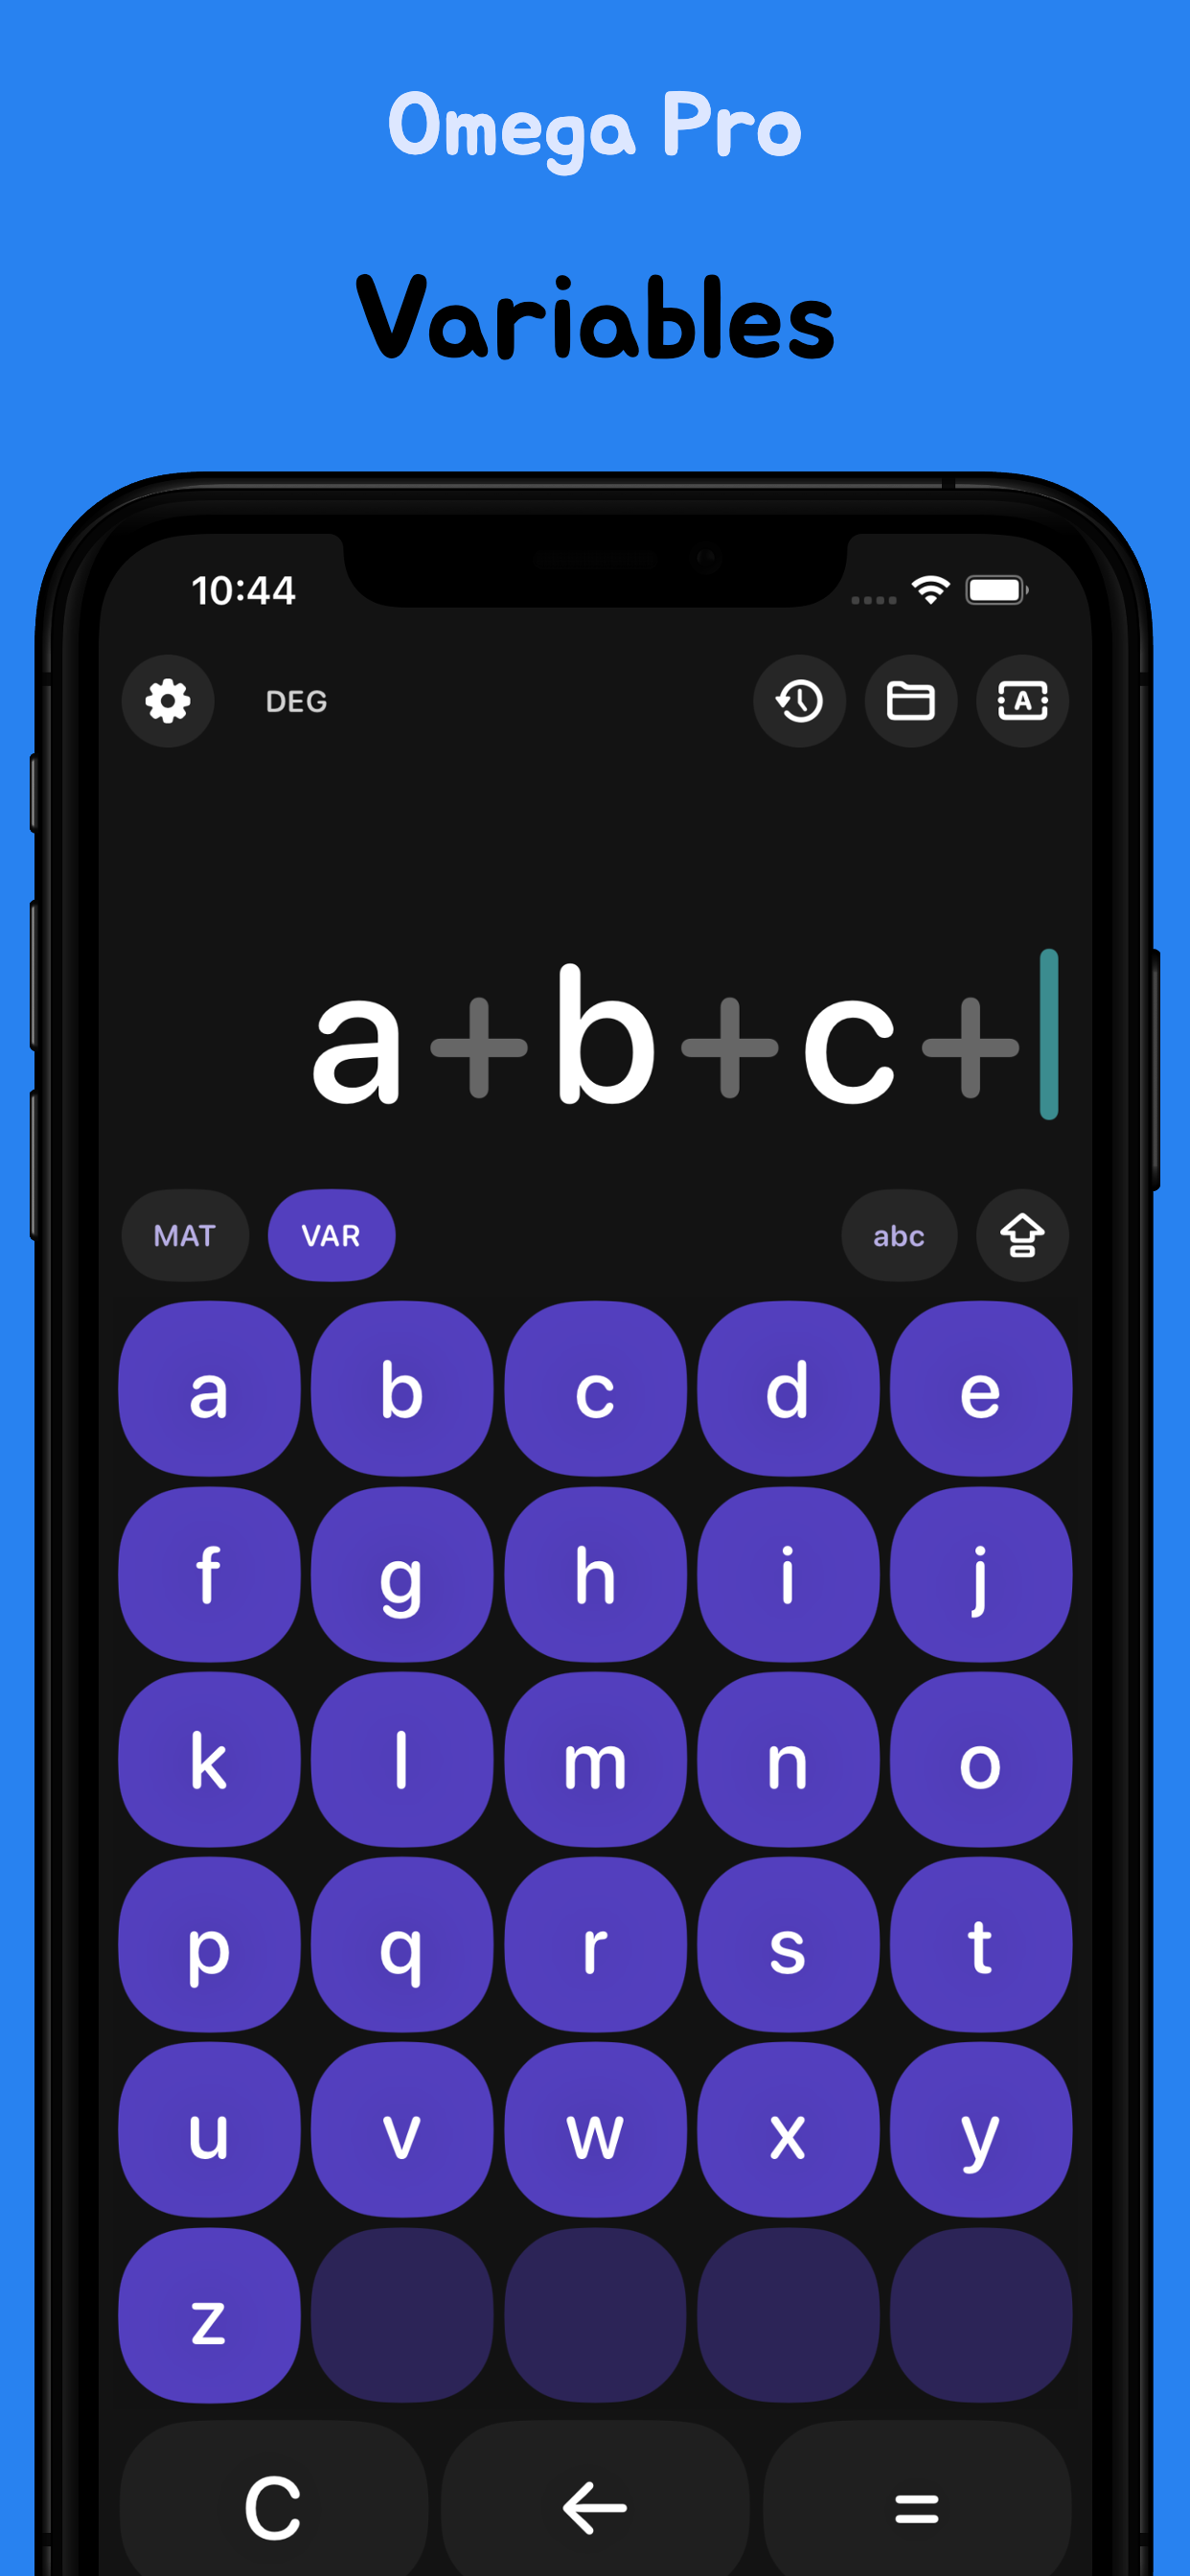 Omega Pro
Variables
10:44
DEG
A
a+b+c+
MAT VAR abc
a b c d e
f g h i j
k l m n o
p q r s t
u v w x y
z
C ← =